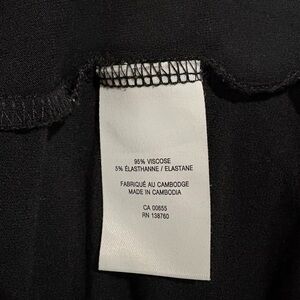 95% VISCOSE
5% ÉLASTHANNE / ELASTANE
FABRIQUÉ AU CAMBODGE
MADE IN CAMBODIA
CA 00655
RN 138760